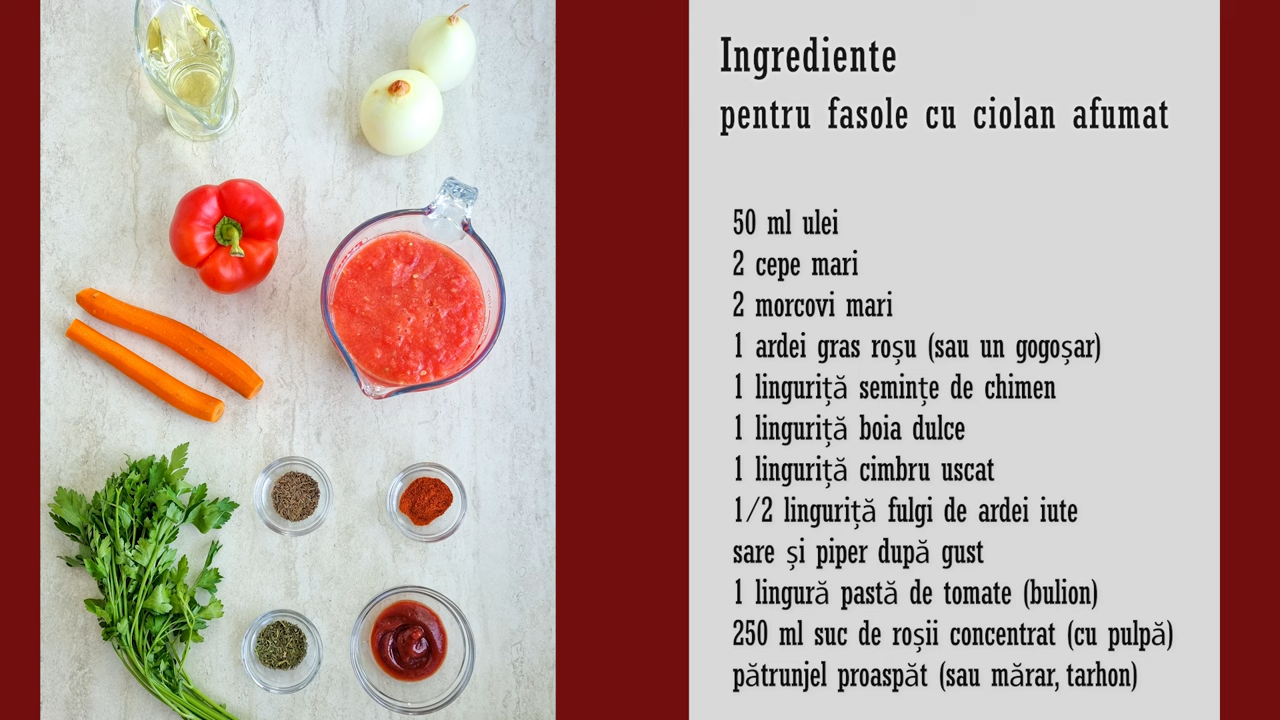 Ingrediente
pentru fasole cu ciolan afumat
50 ml ulei
2 cepe mari
2 morcovi mari
1 ardei gras roșu (sau un gogoșar)
1 linguriță semințe de chimen
1 linguriță boia dulce
1 linguriță cimbru uscat
1/2 linguriță fulgi de ardei iute
sare și piper după gust
1 lingură pastă de tomate (bulion)
250 ml suc de roșii concentrat (cu pulpă)
pătrunjel proaspăt (sau mărar, tarhon)